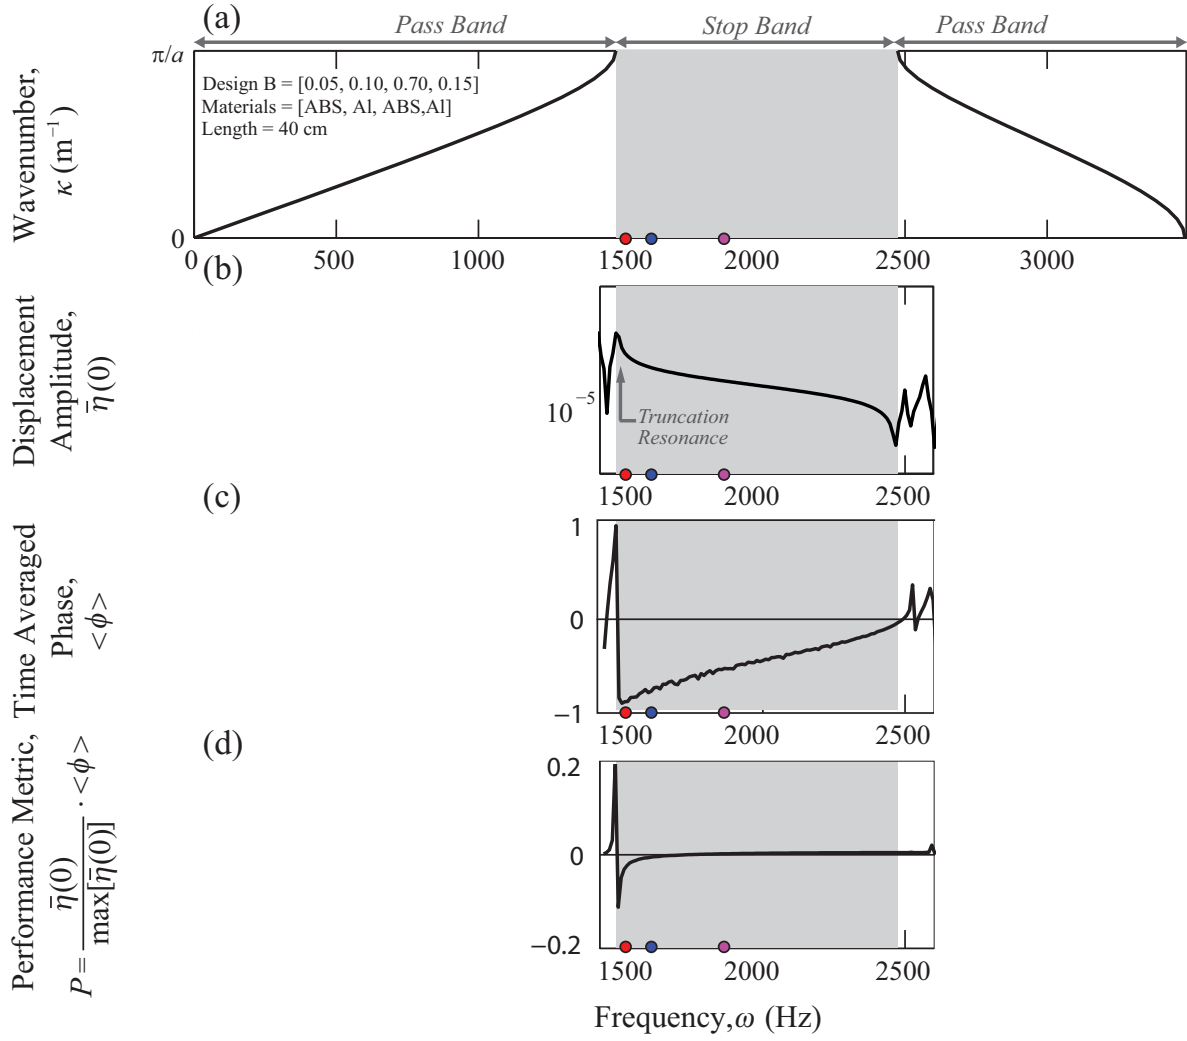 (a)
Pass Band
Stop Band
Pass Band
Wavenumber,
κ (m⁻¹)
π/a
0
Design B = [0.05, 0.10, 0.70, 0.15]
Materials = [ABS, Al, ABS,Al]
Length = 40 cm
0
500
1000
1500
2000
2500
3000
(b)
Displacement
Amplitude,
η̄ (0)
10⁻⁵
Truncation
Resonance
1500
2000
2500
(c)
Time Averaged
Phase,
<ϕ>
1
0
−1
1500
2000
2500
(d)
Performance Metric,
P = η̄(0) / max[η̄(0)] · <ϕ>
0.2
0
−0.2
1500
2000
2500
Frequency,ω (Hz)